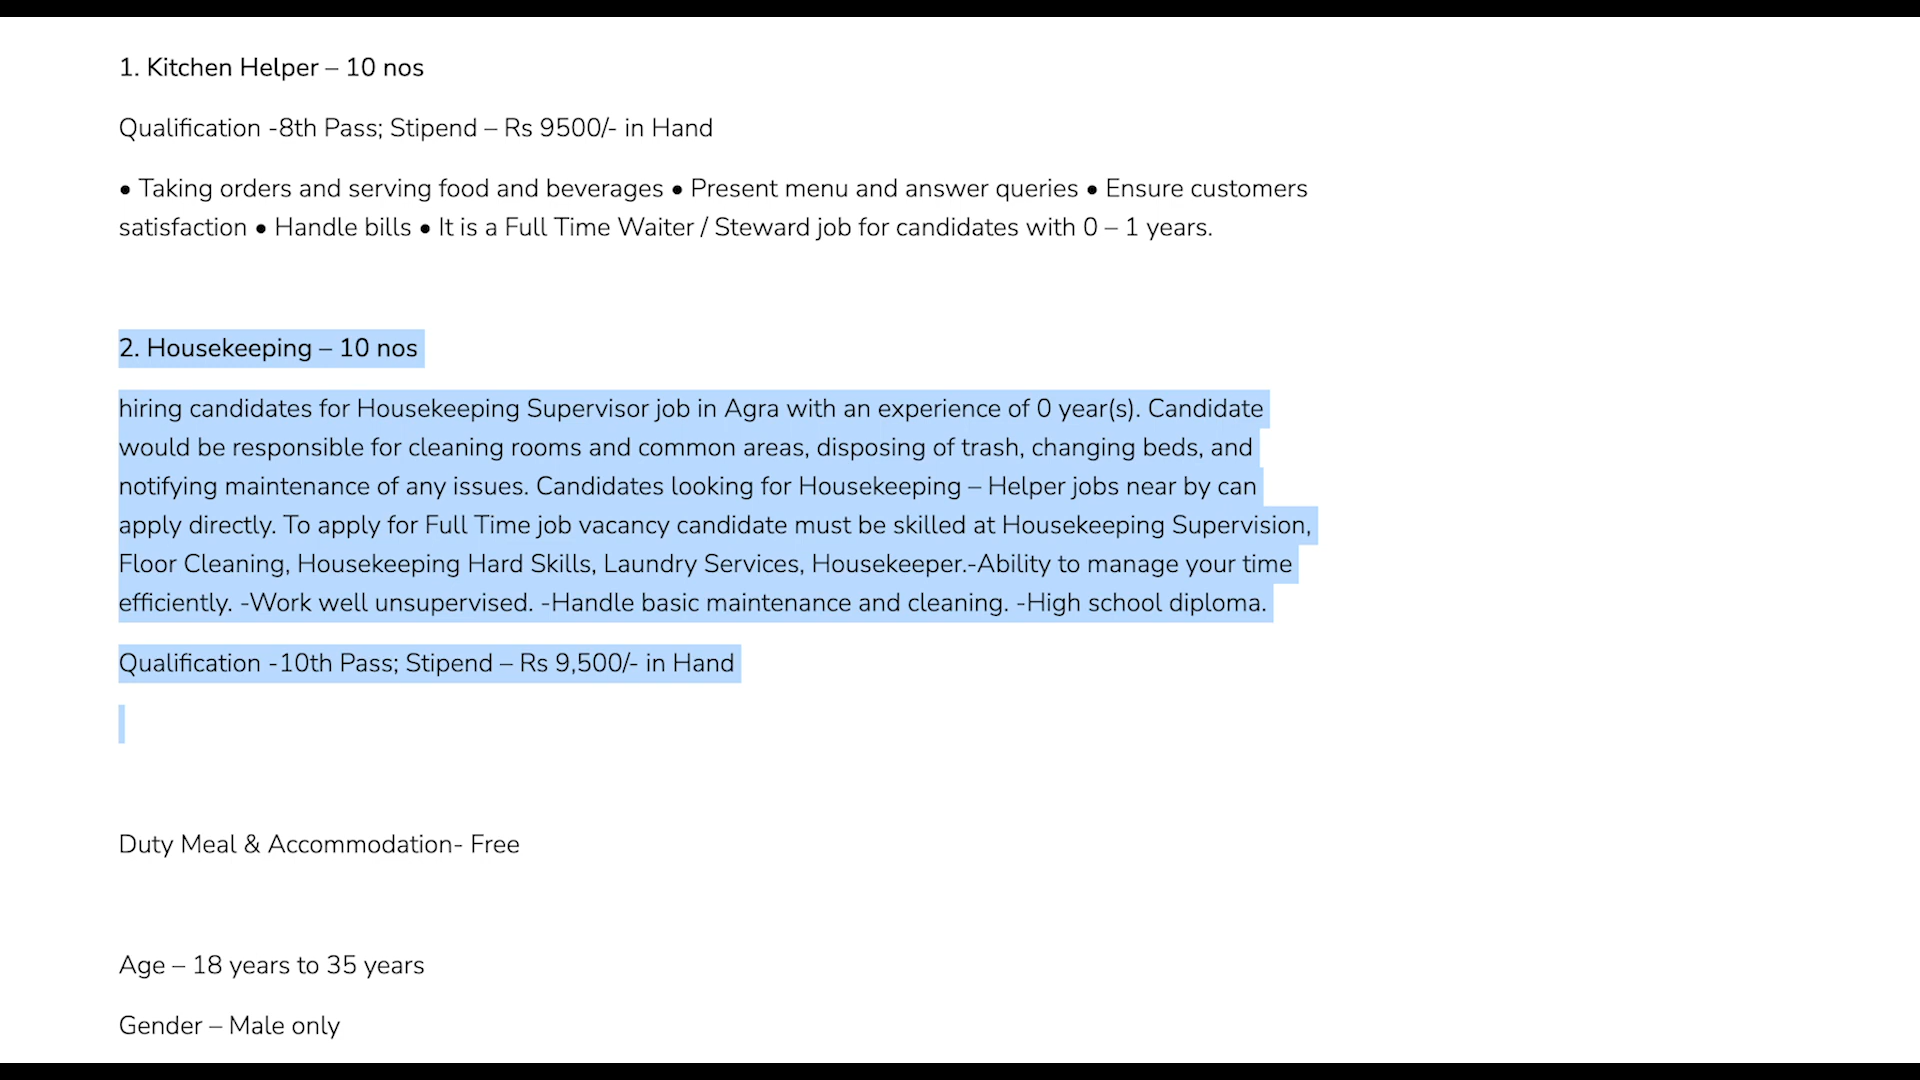 1. Kitchen Helper – 10 nos
Qualification -8th Pass; Stipend – Rs 9500/- in Hand
• Taking orders and serving food and beverages • Present menu and answer queries • Ensure customers
satisfaction • Handle bills • It is a Full Time Waiter / Steward job for candidates with 0 – 1 years.
2. Housekeeping – 10 nos
hiring candidates for Housekeeping Supervisor job in Agra with an experience of 0 year(s). Candidate
would be responsible for cleaning rooms and common areas, disposing of trash, changing beds, and
notifying maintenance of any issues. Candidates looking for Housekeeping – Helper jobs near by can
apply directly. To apply for Full Time job vacancy candidate must be skilled at Housekeeping Supervision,
Floor Cleaning, Housekeeping Hard Skills, Laundry Services, Housekeeper.-Ability to manage your time
efficiently. -Work well unsupervised. -Handle basic maintenance and cleaning. -High school diploma.
Qualification -10th Pass; Stipend – Rs 9,500/- in Hand
Duty Meal & Accommodation- Free
Age – 18 years to 35 years
Gender – Male only